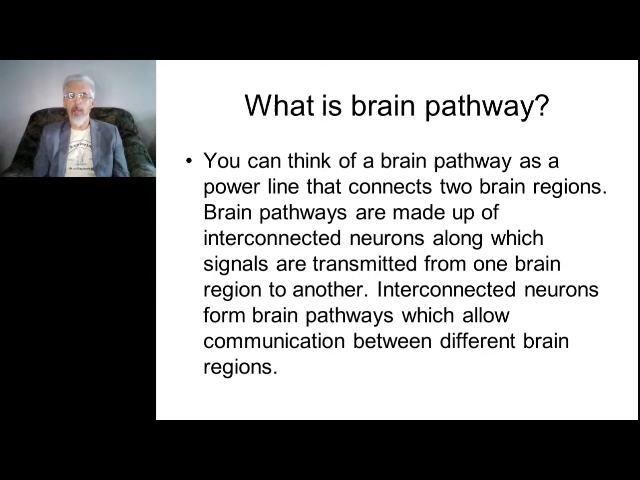 What is brain pathway?
• You can think of a brain pathway as a
power line that connects two brain regions.
Brain pathways are made up of
interconnected neurons along which
signals are transmitted from one brain
region to another. Interconnected neurons
form brain pathways which allow
communication between different brain
regions.